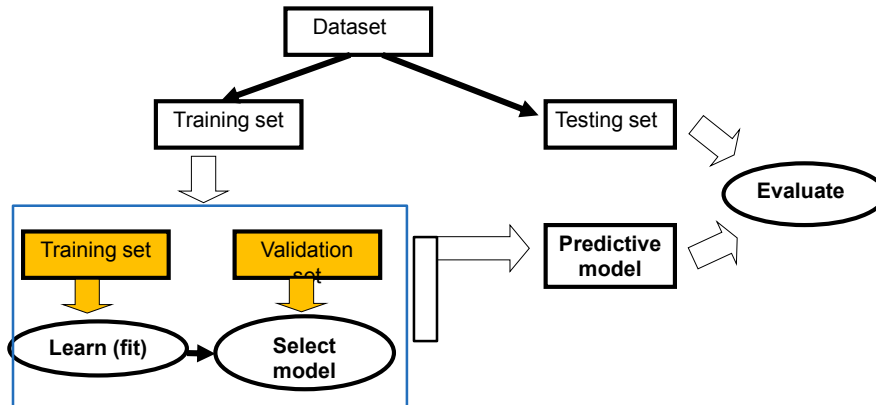 Dataset
Training set
Testing set
Evaluate
Training set
Validation
set
Predictive
model
Learn (fit)
Select
model